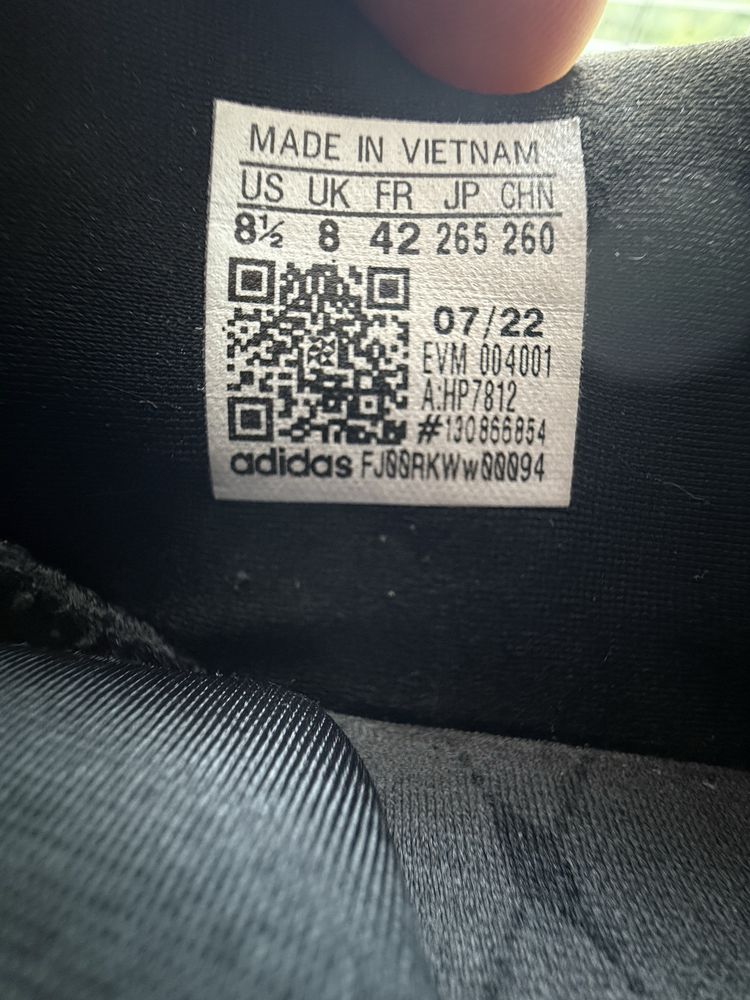 MADE IN VIETNAM
US UK FR JP CHN
8½ 8 42 265 260
07/22
EVM 004001
A:HP7812
#130866854
adidas FJ00RKWw00094